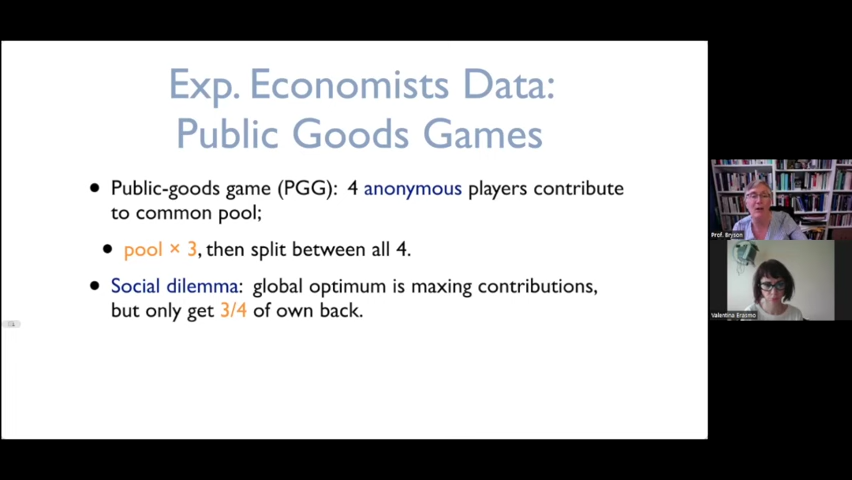 Exp. Economists Data:
Public Goods Games
• Public-goods game (PGG): 4 anonymous players contribute
to common pool;
• pool × 3, then split between all 4.
• Social dilemma: global optimum is maxing contributions,
but only get 3/4 of own back.
Prof. Bryson
Valentina Erasmo